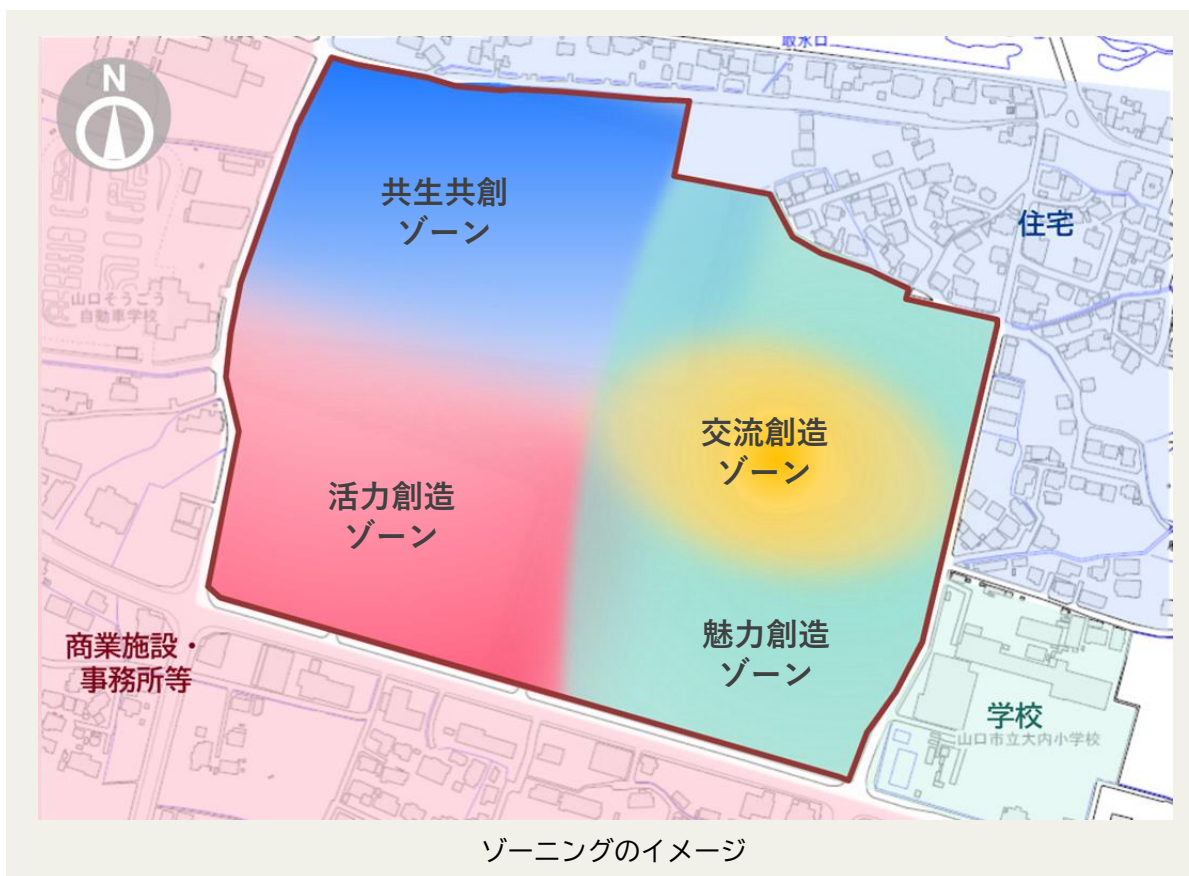 取水口
N
共生共創
ゾーン
住宅
山口そうごう
自動車学校
交流創造
ゾーン
活力創造
ゾーン
商業施設・
事務所等
魅力創造
ゾーン
学校
山口市立大内小学校
ゾーニングのイメージ